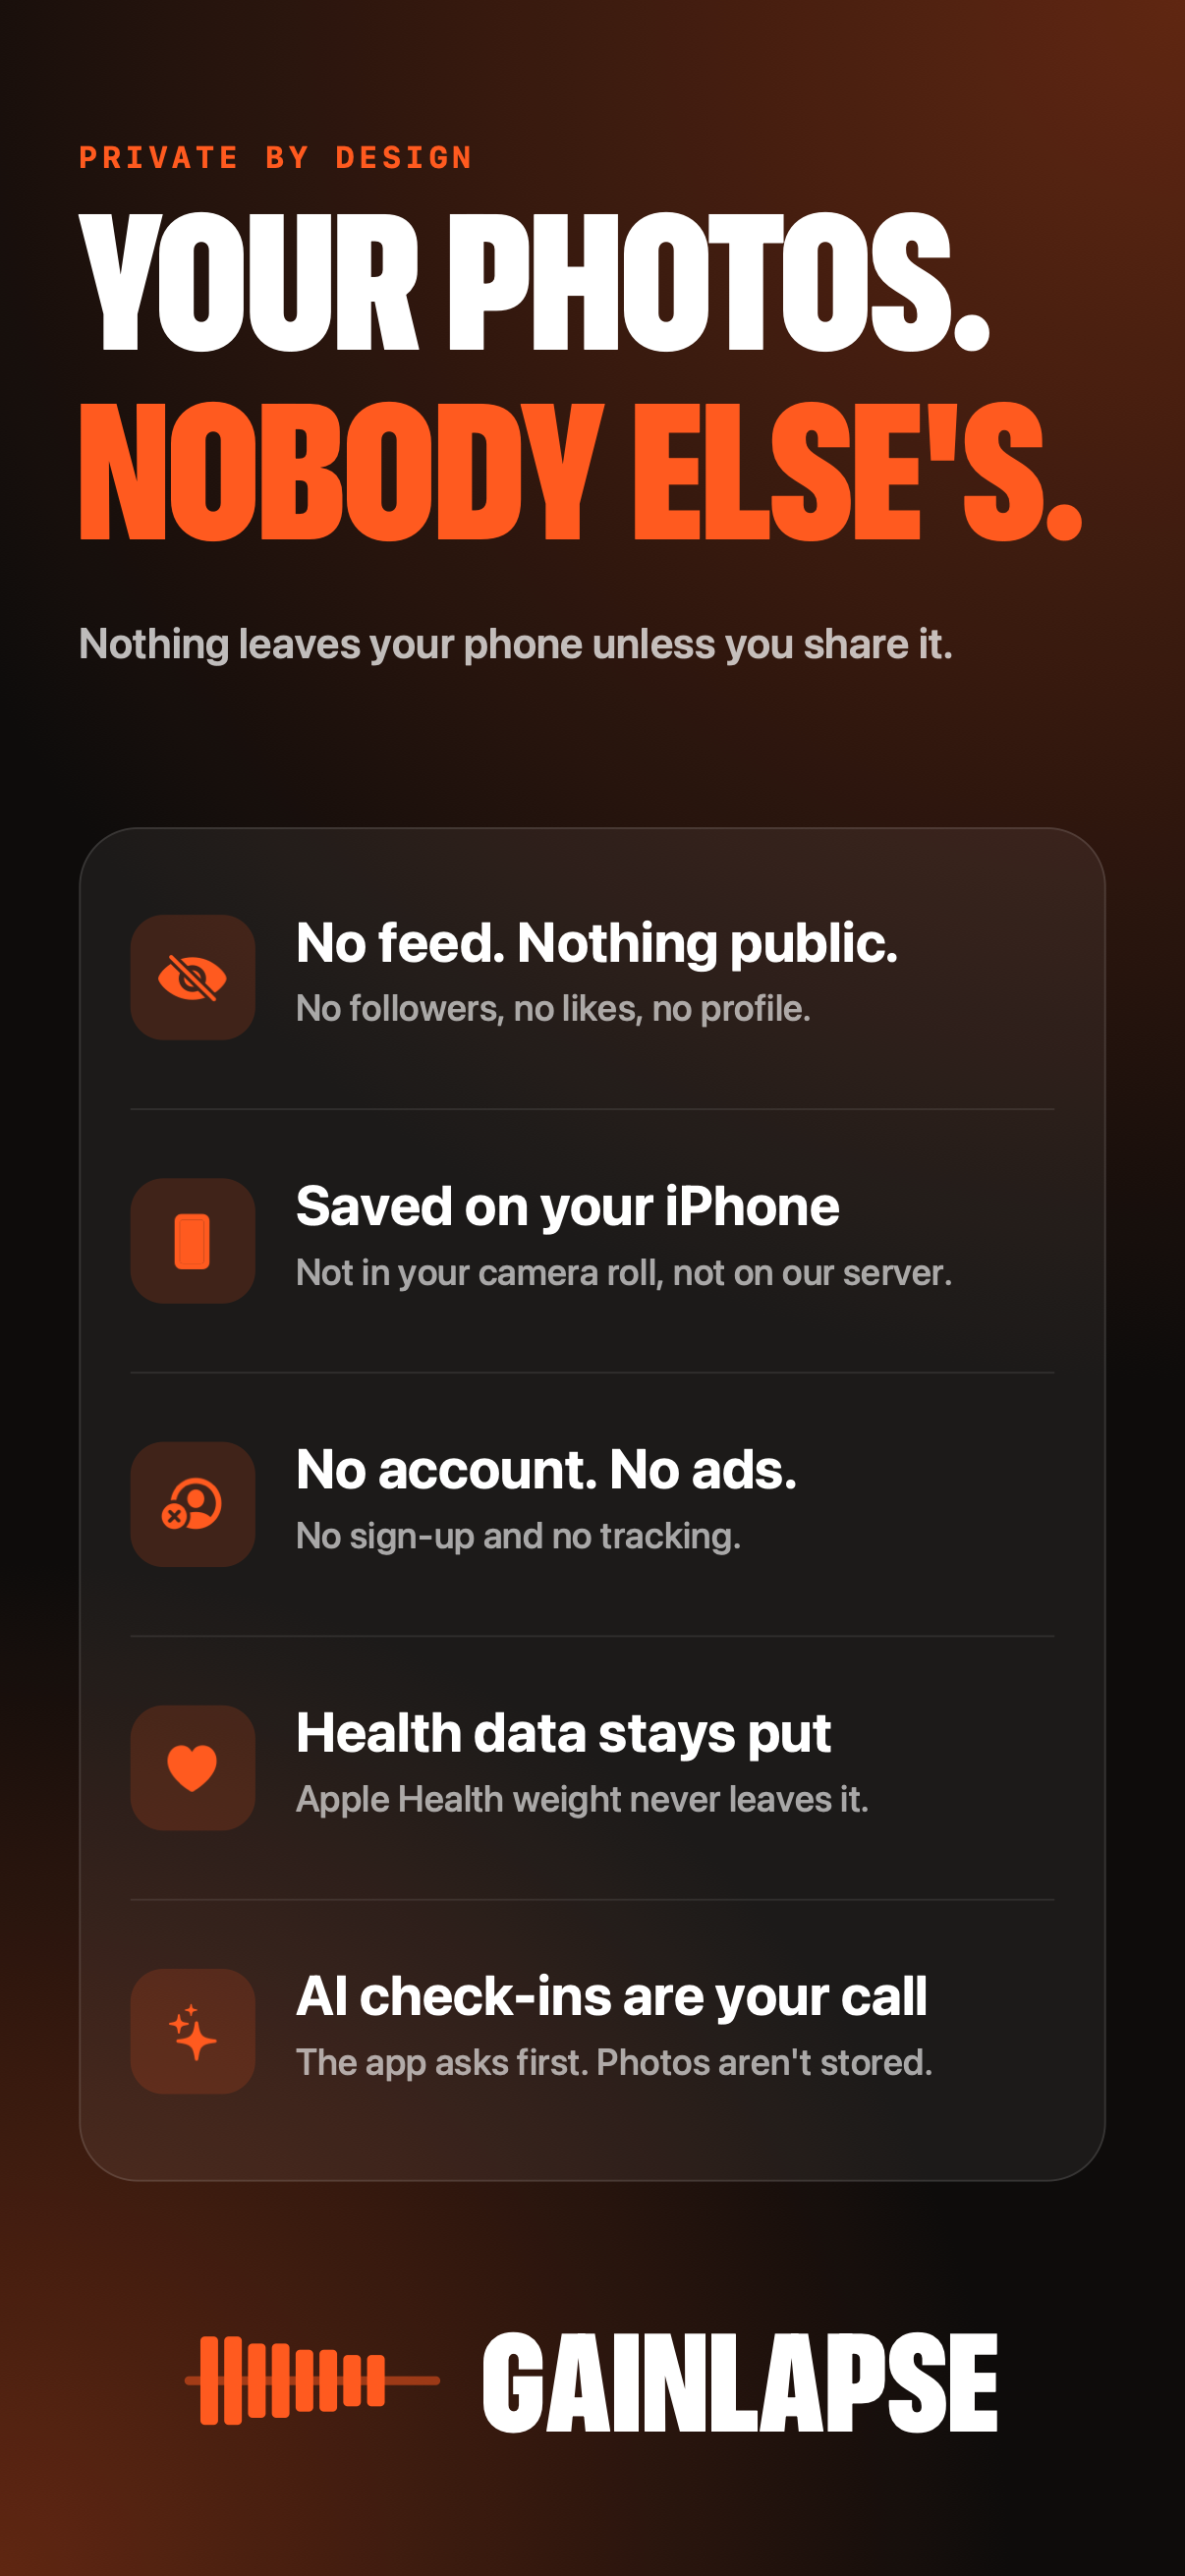 PRIVATE BY DESIGN
YOUR PHOTOS.
NOBODY ELSE'S.
Nothing leaves your phone unless you share it.
No feed. Nothing public.
No followers, no likes, no profile.
Saved on your iPhone
Not in your camera roll, not on our server.
No account. No ads.
No sign-up and no tracking.
Health data stays put
Apple Health weight never leaves it.
AI check-ins are your call
The app asks first. Photos aren't stored.
GAINLAPSE